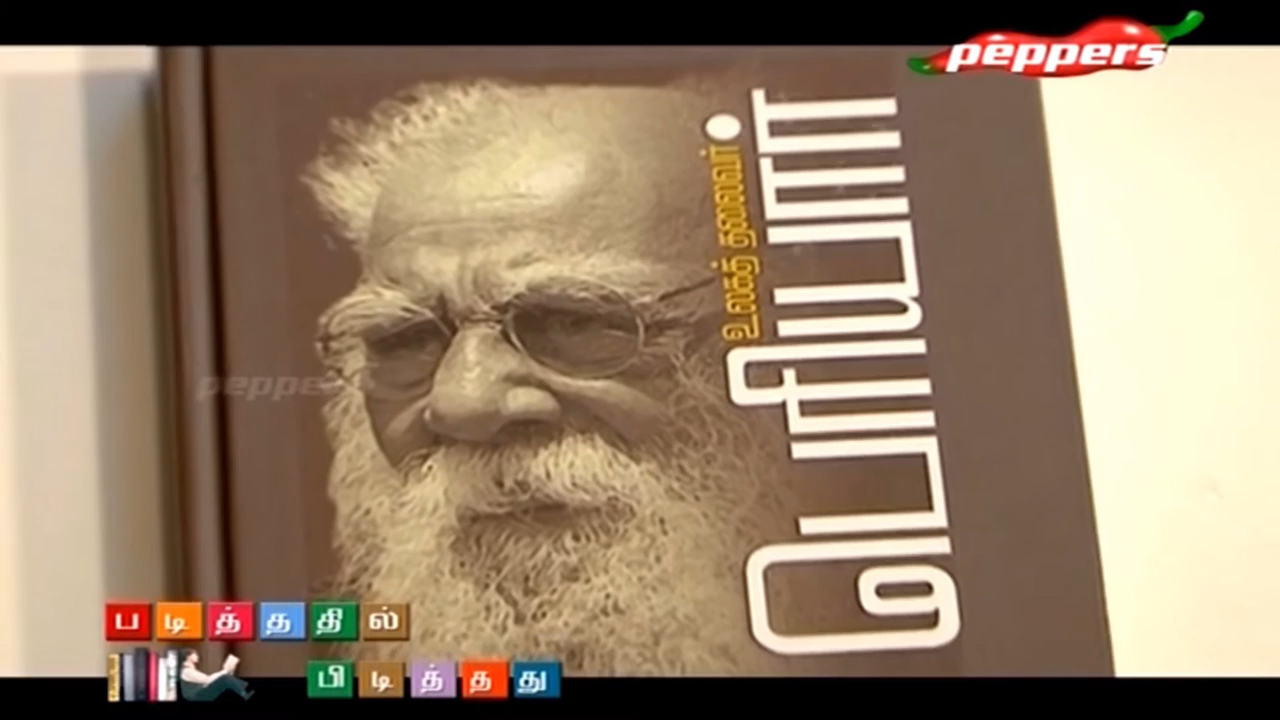 peppers
உலகத் தலைவர்
பெரியார்
peppers
படித்ததில்
பிடித்தது